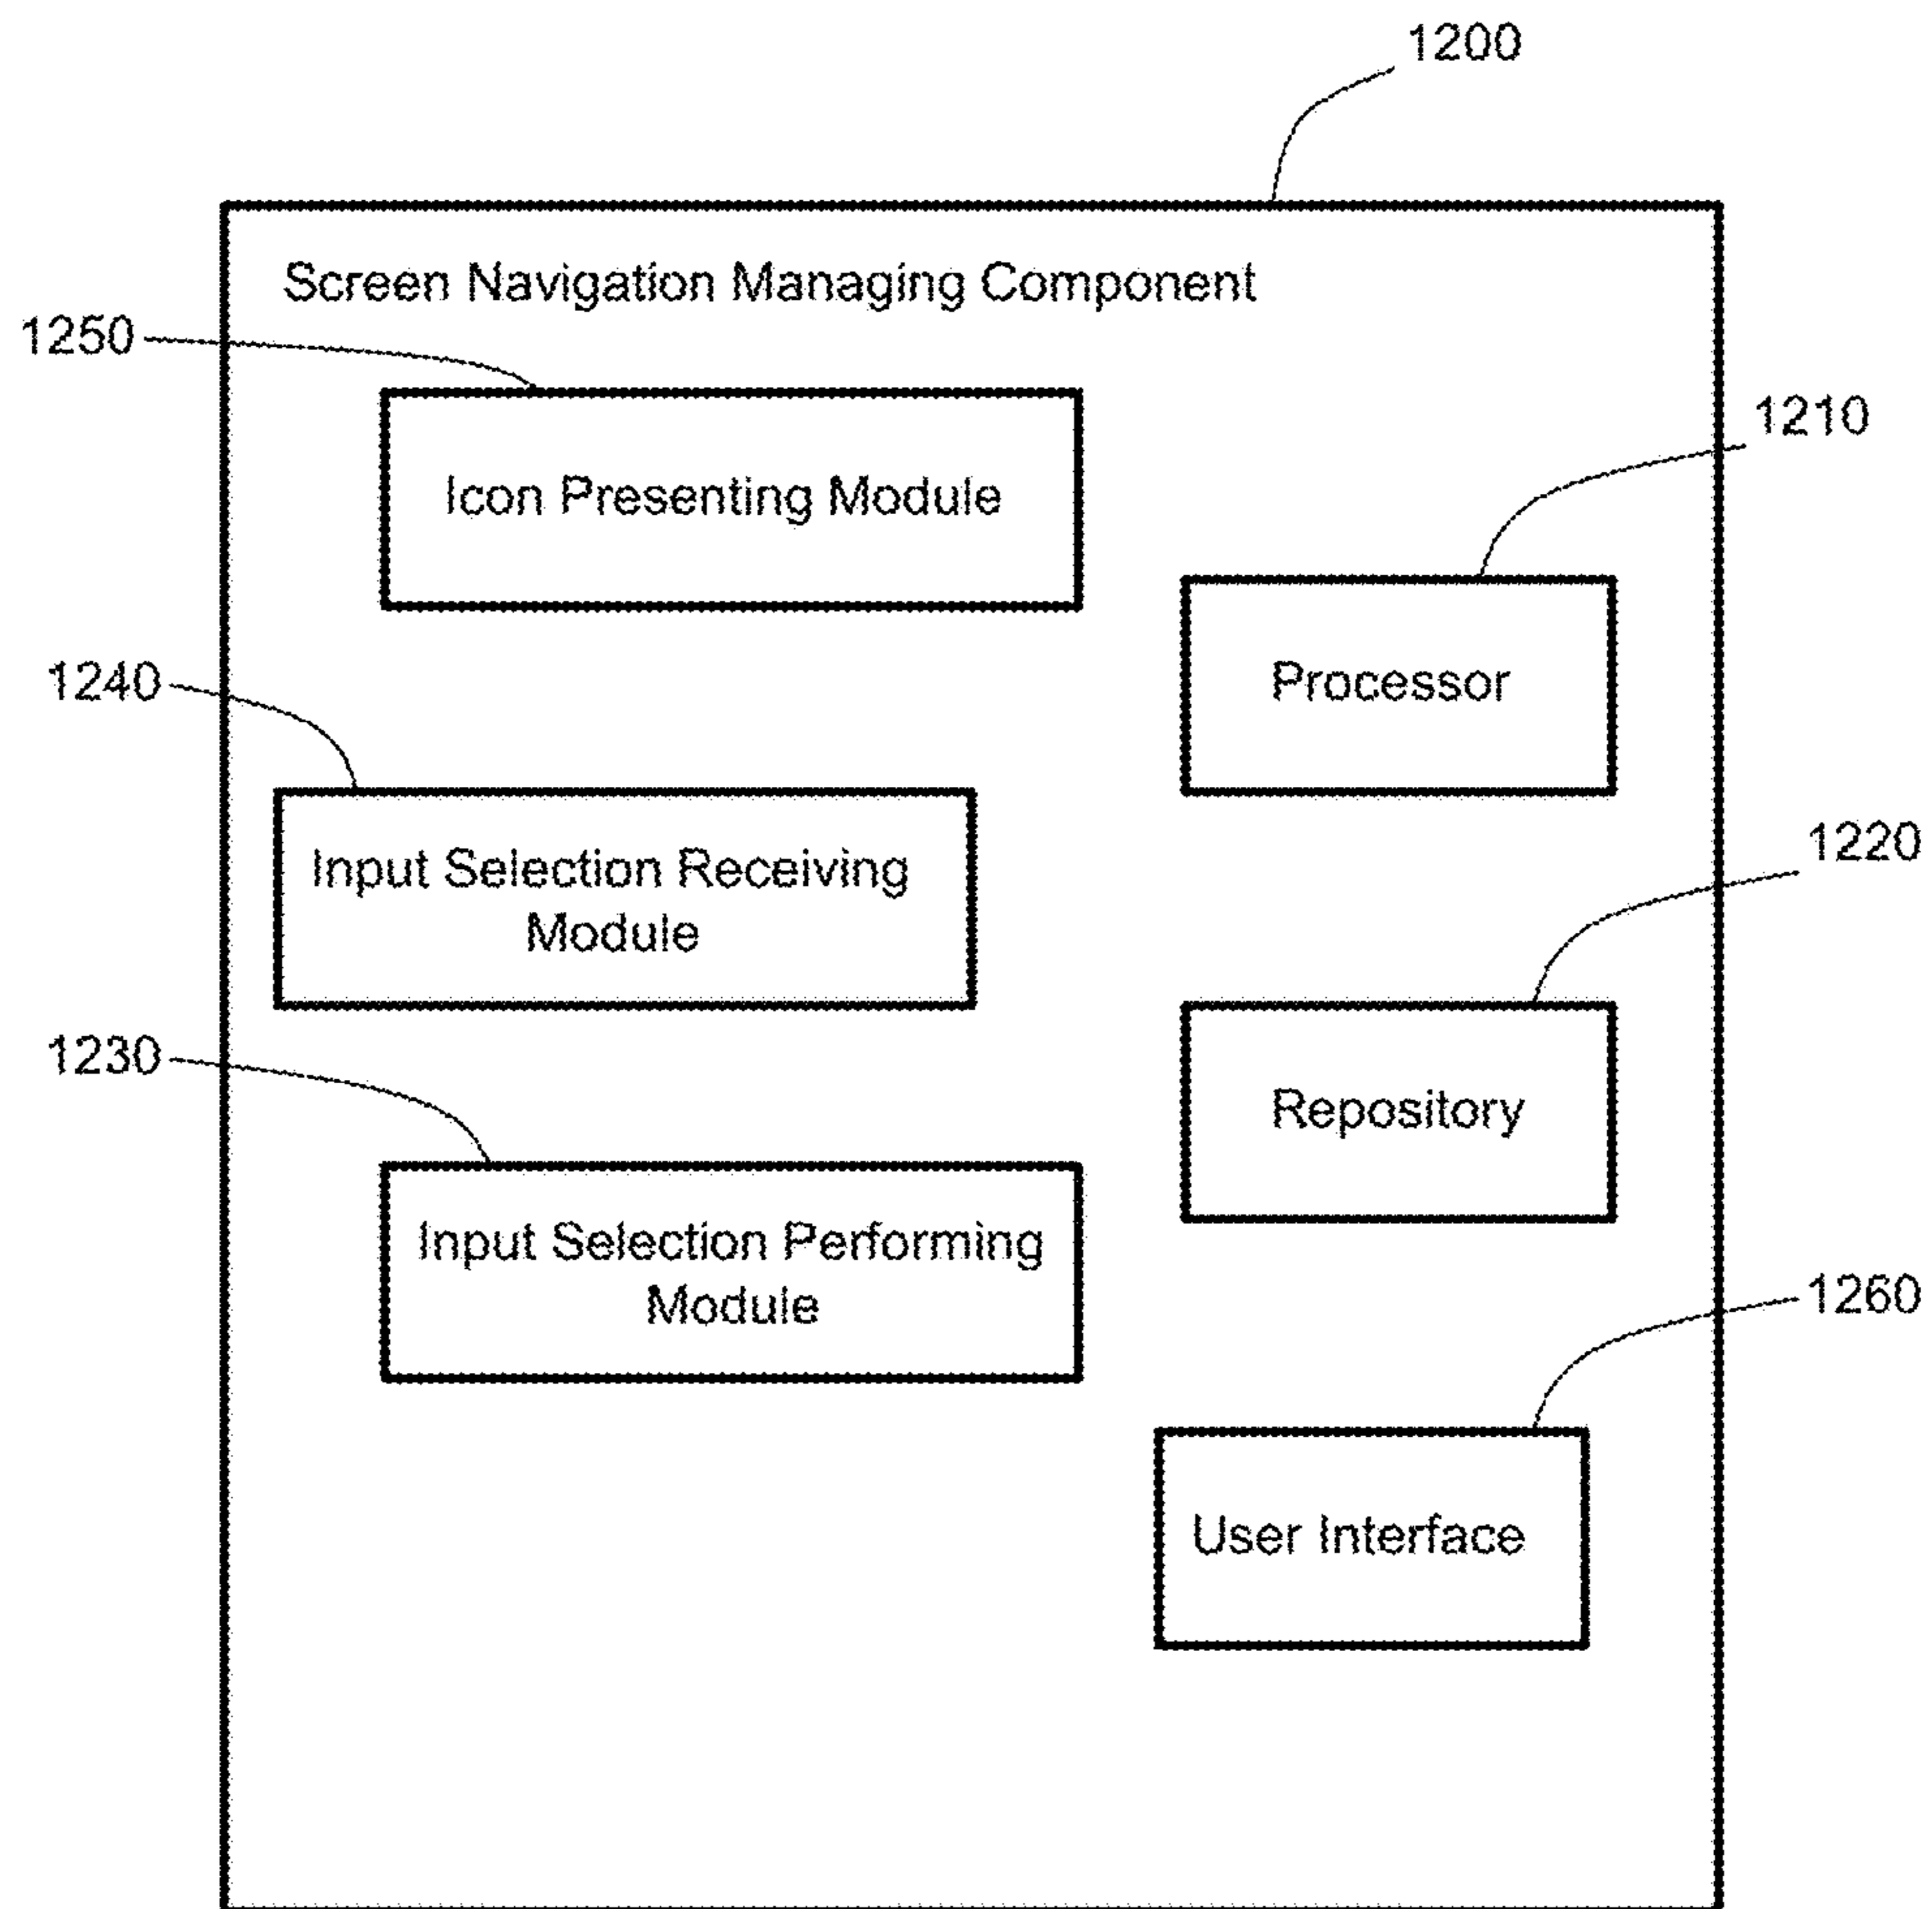 1200
Screen Navigation Managing Component
1250
Icon Presenting Module
1210
Processor
1240
Input Selection Receiving
Module
1220
Repository
1230
Input Selection Performing
Module
1260
User Interface